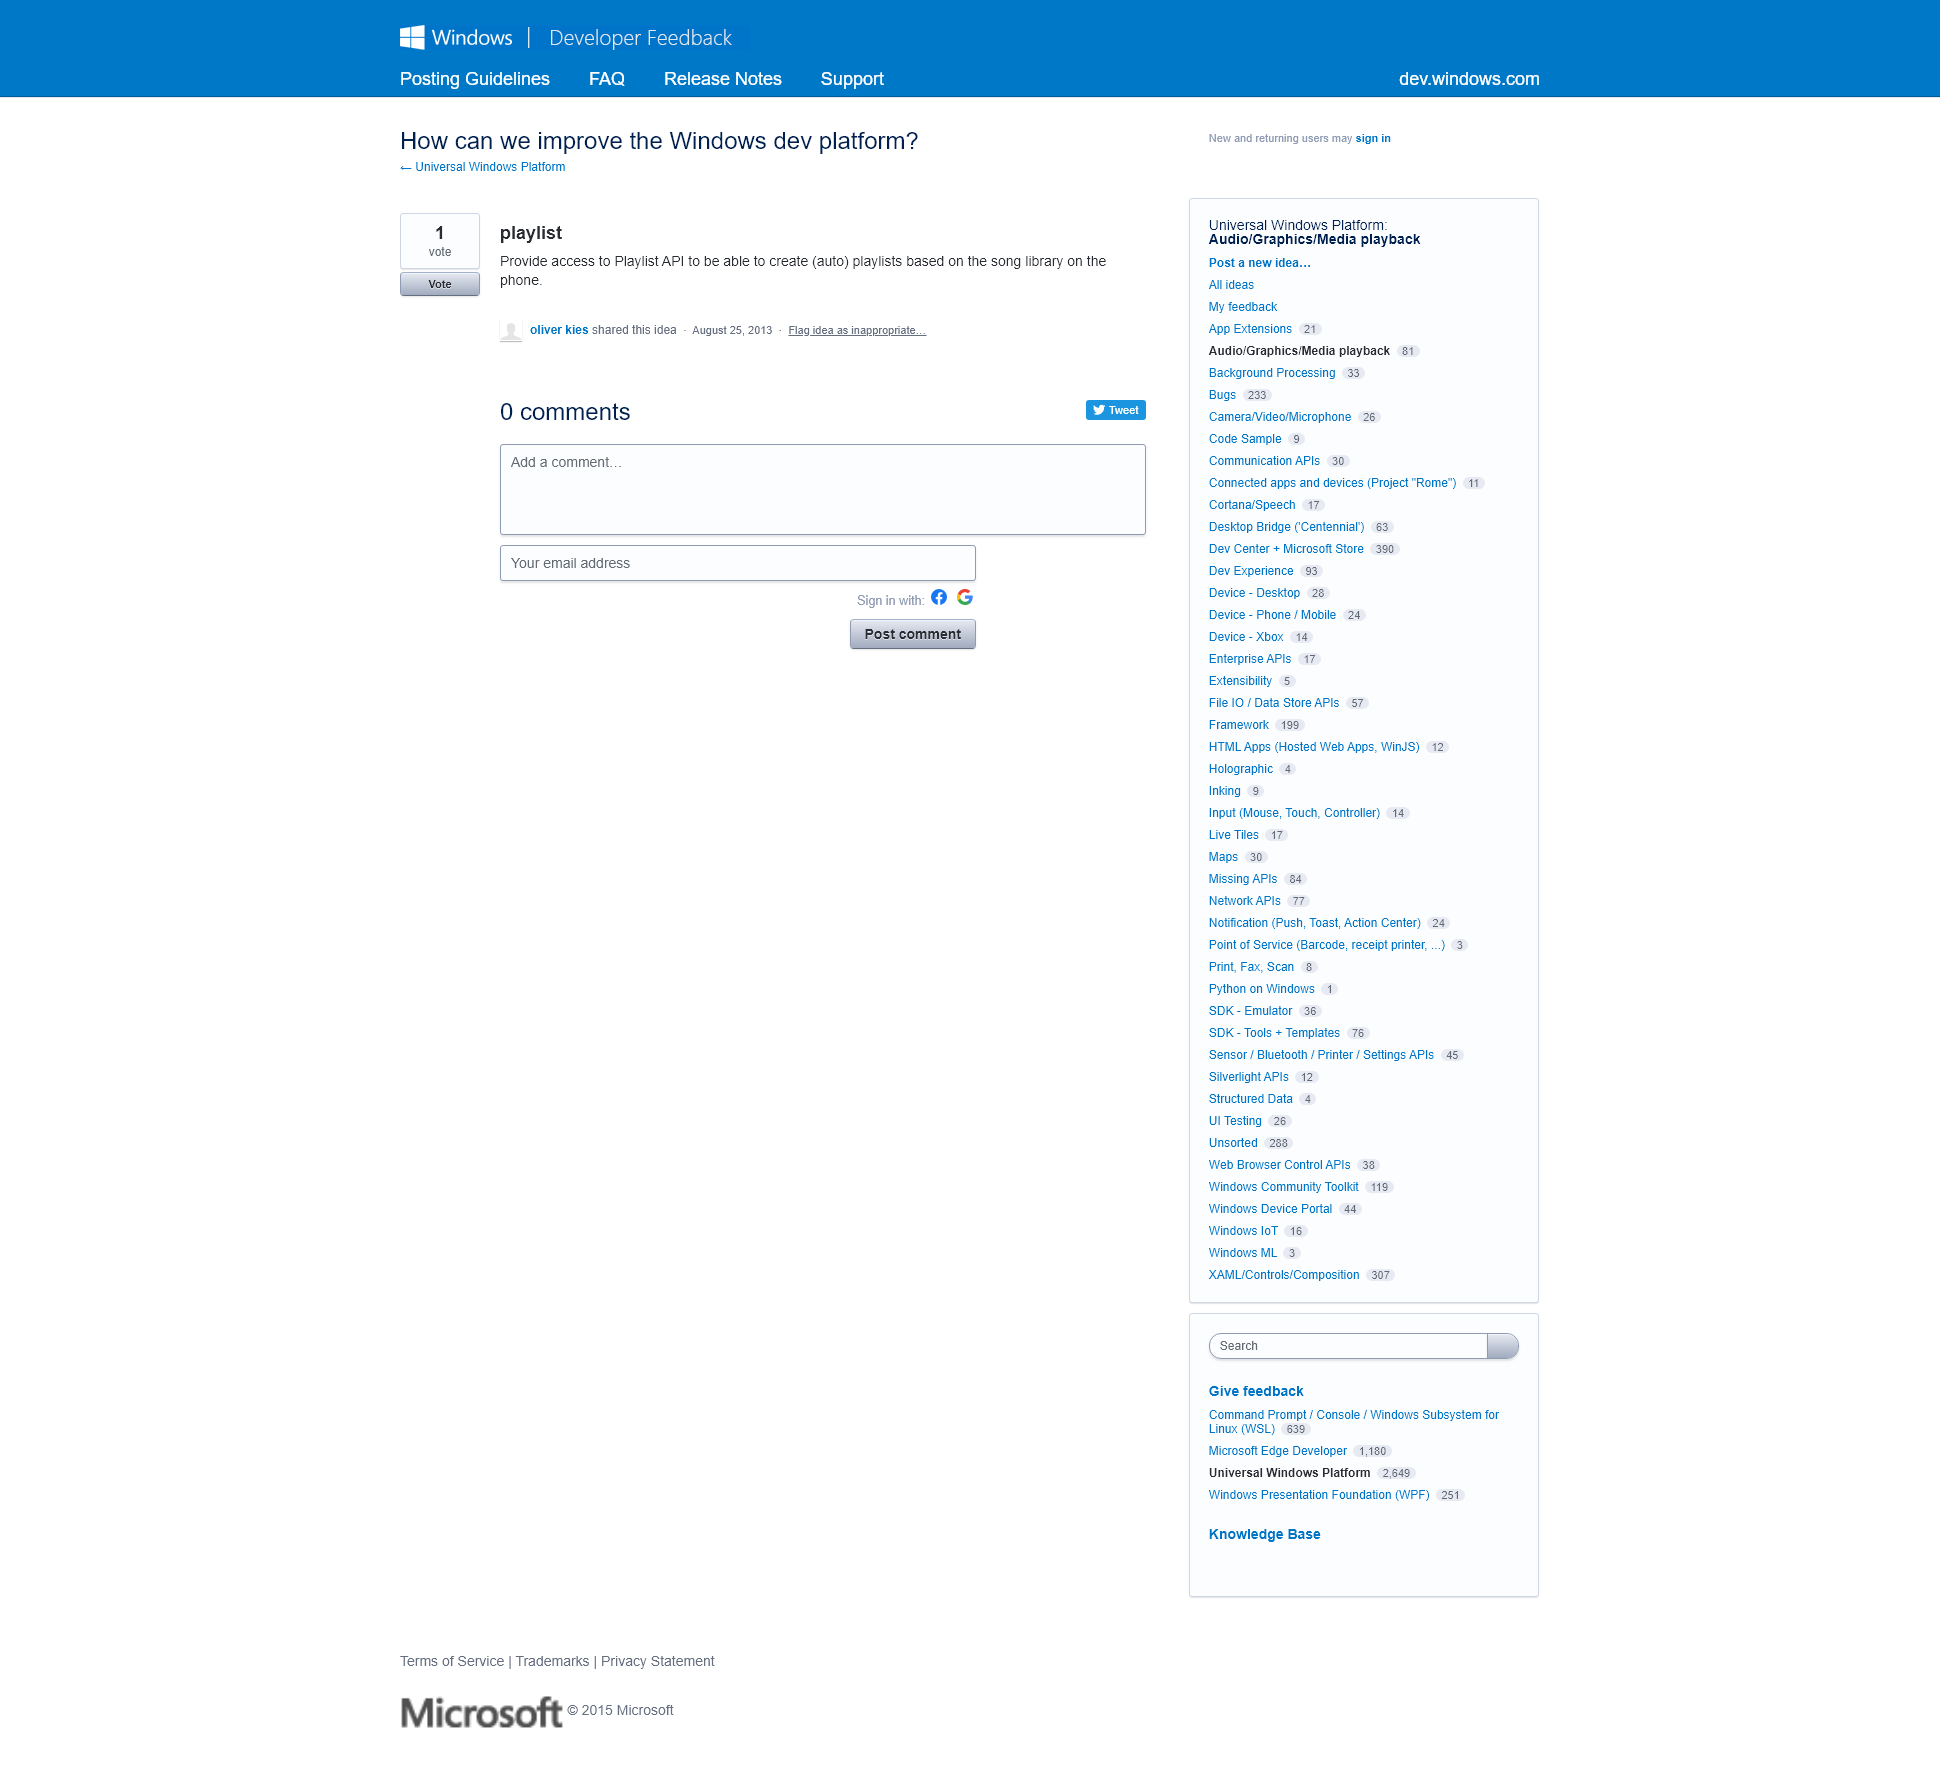 Windows | Developer Feedback
Posting Guidelines FAQ Release Notes Support dev.windows.com
How can we improve the Windows dev platform?
← Universal Windows Platform
New and returning users may sign in
1
vote
Vote
playlist
Provide access to Playlist API to be able to create (auto) playlists based on the song library on the
phone.
oliver kies shared this idea · August 25, 2013 · Flag idea as inappropriate…
0 comments
Tweet
Add a comment…
Your email address
Sign in with:
Post comment
Universal Windows Platform:
Audio/Graphics/Media playback
Post a new idea…
All ideas
My feedback
App Extensions 21
Audio/Graphics/Media playback 81
Background Processing 33
Bugs 233
Camera/Video/Microphone 26
Code Sample 9
Communication APIs 30
Connected apps and devices (Project "Rome") 11
Cortana/Speech 17
Desktop Bridge ('Centennial') 63
Dev Center + Microsoft Store 390
Dev Experience 93
Device - Desktop 28
Device - Phone / Mobile 24
Device - Xbox 14
Enterprise APIs 17
Extensibility 5
File IO / Data Store APIs 57
Framework 199
HTML Apps (Hosted Web Apps, WinJS) 12
Holographic 4
Inking 9
Input (Mouse, Touch, Controller) 14
Live Tiles 17
Maps 30
Missing APIs 84
Network APIs 77
Notification (Push, Toast, Action Center) 24
Point of Service (Barcode, receipt printer, ...) 3
Print, Fax, Scan 8
Python on Windows 1
SDK - Emulator 36
SDK - Tools + Templates 76
Sensor / Bluetooth / Printer / Settings APIs 45
Silverlight APIs 12
Structured Data 4
UI Testing 26
Unsorted 288
Web Browser Control APIs 38
Windows Community Toolkit 119
Windows Device Portal 44
Windows IoT 16
Windows ML 3
XAML/Controls/Composition 307
Search
Give feedback
Command Prompt / Console / Windows Subsystem for
Linux (WSL) 639
Microsoft Edge Developer 1,180
Universal Windows Platform 2,649
Windows Presentation Foundation (WPF) 251
Knowledge Base
Terms of Service | Trademarks | Privacy Statement
Microsoft © 2015 Microsoft